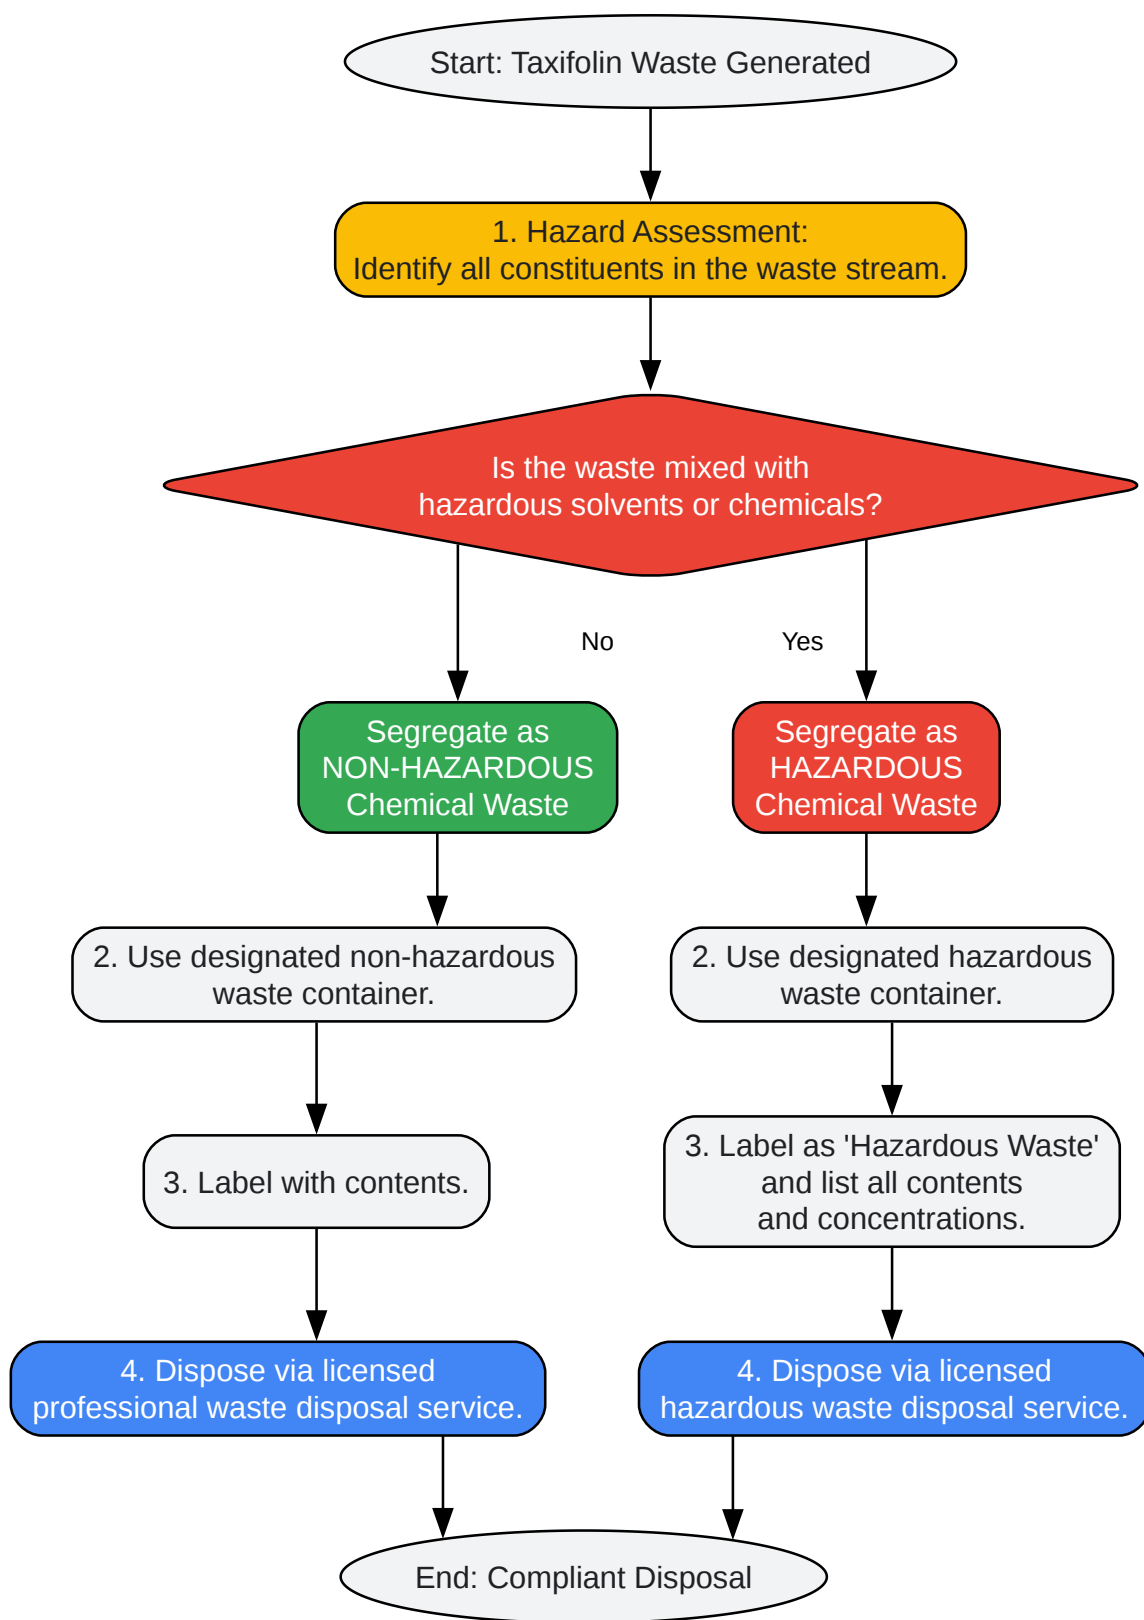 Start: Taxifolin Waste Generated
1. Hazard Assessment:
Identify all constituents in the waste stream.
Is the waste mixed with
hazardous solvents or chemicals?
No
Yes
Segregate as
NON-HAZARDOUS
Chemical Waste
Segregate as
HAZARDOUS
Chemical Waste
2. Use designated non-hazardous
waste container.
2. Use designated hazardous
waste container.
3. Label with contents.
3. Label as 'Hazardous Waste'
and list all contents
and concentrations.
4. Dispose via licensed
professional waste disposal service.
4. Dispose via licensed
hazardous waste disposal service.
End: Compliant Disposal